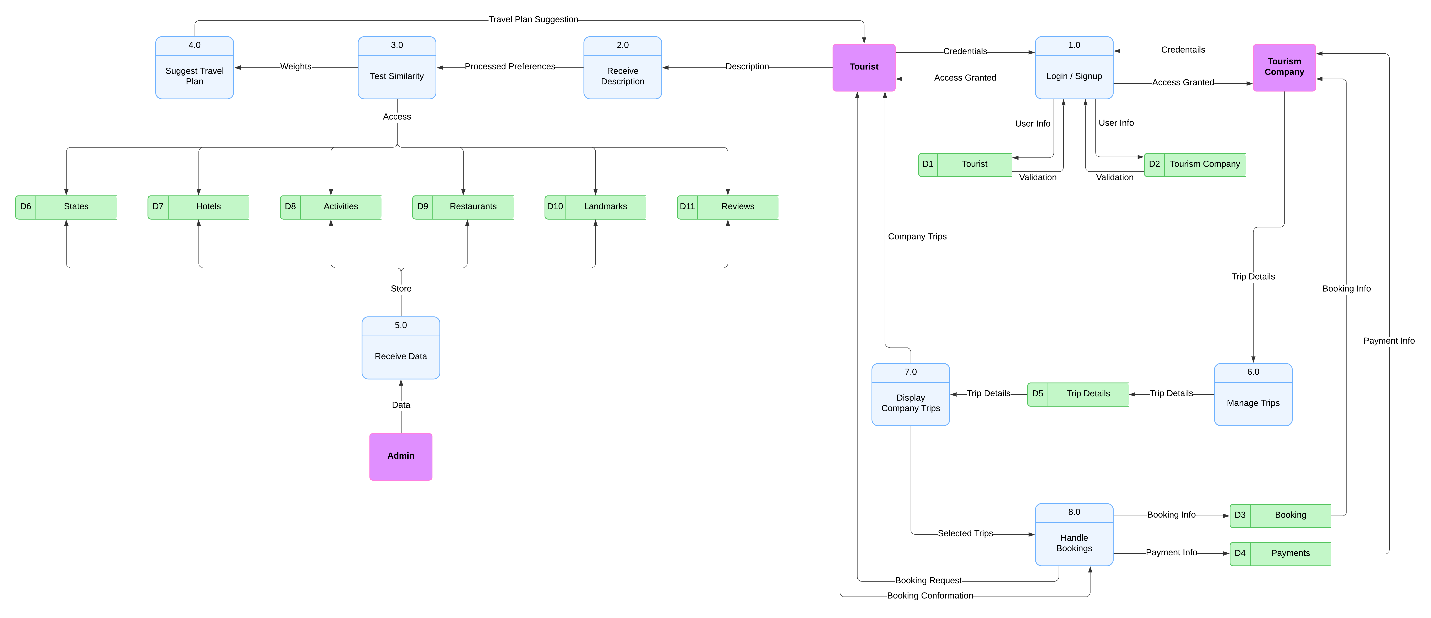 Travel Plan Suggestion
4.0
Suggest Travel
Plan
Weights
3.0
Test Similarity
Processed Preferences
2.0
Receive
Description
Description
Tourist
Credentials
Access Granted
1.0
Login / Signup
Credentails
Access Granted
Tourism
Company
Access
User Info
User Info
D1
Tourist
D2
Tourism Company
Validation
Validation
D6
States
D7
Hotels
D8
Activities
D9
Restaurants
D10
Landmarks
D11
Reviews
Company Trips
Trip Details
Booking Info
Store
5.0
Receive Data
Payment Info
7.0
Display
Company Trips
Trip Details
D5
Trip Details
Trip Details
6.0
Manage Trips
Data
Admin
8.0
Handle
Bookings
Selected Trips
Booking Info
D3
Booking
Payment Info
D4
Payments
Booking Request
Booking Conformation